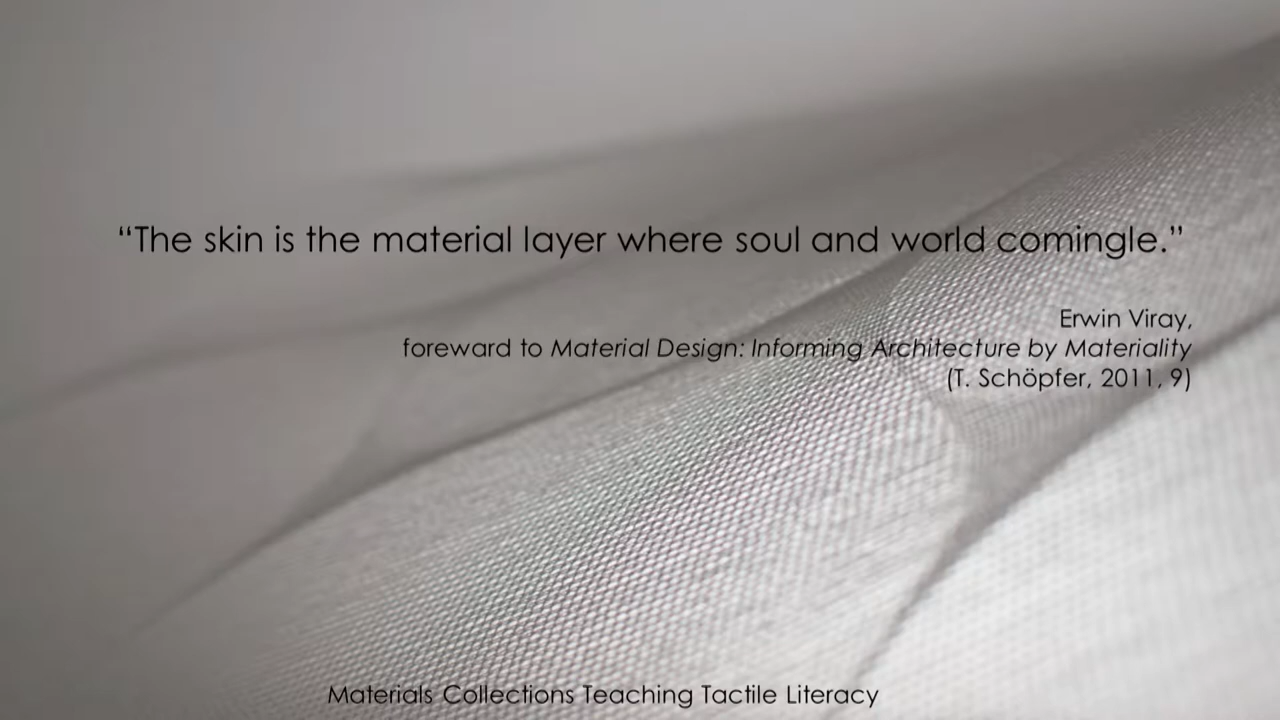 “The skin is the material layer where soul and world comingle.”
Erwin Viray,
foreward to Material Design: Informing Architecture by Materiality
(T. Schöpfer, 2011, 9)
Materials Collections Teaching Tactile Literacy